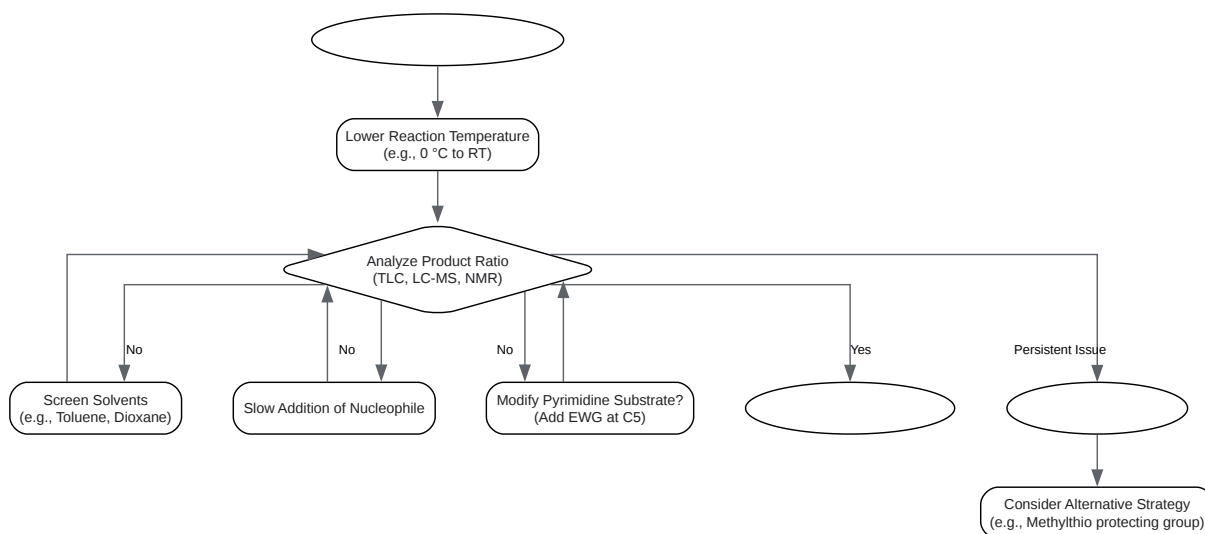 Lower Reaction Temperature
(e.g., 0 °C to RT)
Analyze Product Ratio
(TLC, LC-MS, NMR)
No
No
No
Yes
Persistent Issue
Screen Solvents
(e.g., Toluene, Dioxane)
Slow Addition of Nucleophile
Modify Pyrimidine Substrate?
(Add EWG at C5)
Consider Alternative Strategy
(e.g., Methylthio protecting group)